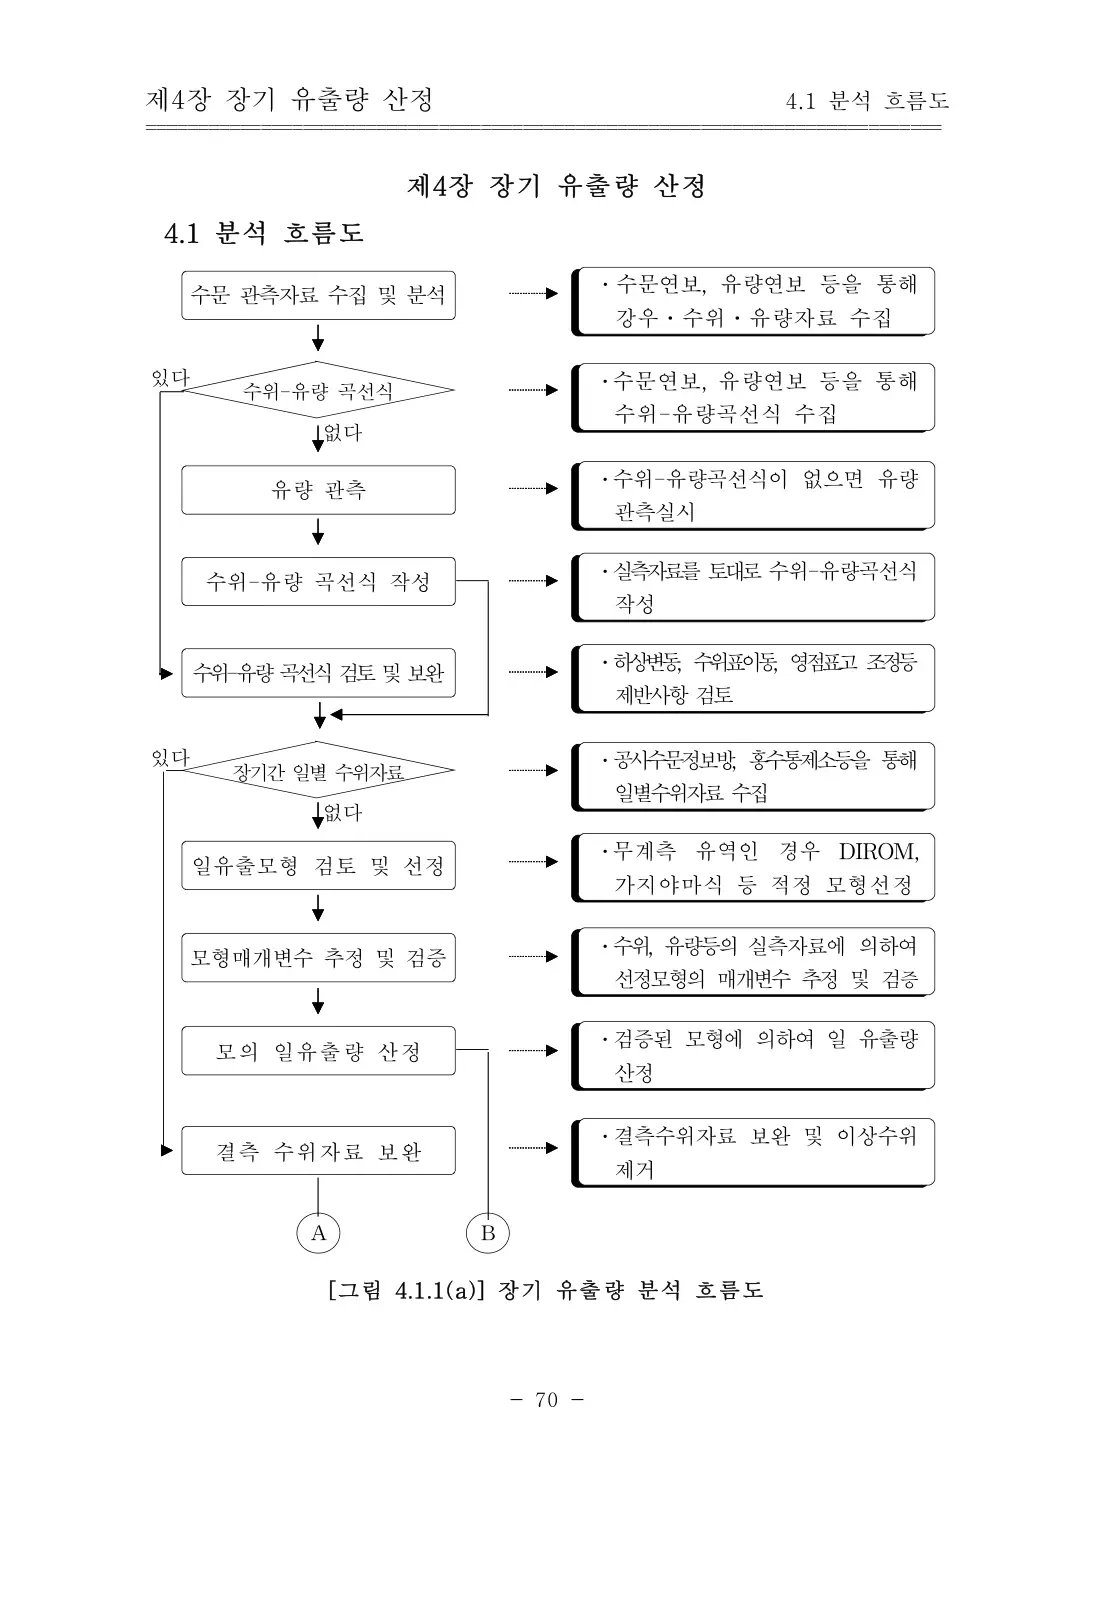 제4장 장기 유출량 산정
4.1 분석 흐름도
제4장 장기 유출량 산정
4.1 분석 흐름도
수문 관측자료 수집 및 분석
·수문연보, 유량연보 등을 통해
강우·수위·유량자료 수집
있다
수위-유량 곡선식
·수문연보, 유량연보 등을 통해
수위-유량곡선식 수집
없다
유량 관측
·수위-유량곡선식이 없으면 유량
관측실시
수위-유량 곡선식 작성
·실측자료를 토대로 수위-유량곡선식
작성
수위-유량 곡선식 검토 및 보완
·하상변동, 수위표이동, 영점표고 조정등
제반사항 검토
있다
장기간 일별 수위자료
·공사수문정보방, 홍수통제소등을 통해
일별수위자료 수집
없다
일유출모형 검토 및 선정
·무계측 유역인 경우 DIROM,
가지야마식 등 적정 모형선정
모형매개변수 추정 및 검증
·수위, 유량등의 실측자료에 의하여
선정모형의 매개변수 추정 및 검증
모의 일유출량 산정
·검증된 모형에 의하여 일 유출량
산정
결측 수위자료 보완
·결측수위자료 보완 및 이상수위
제거
A
B
[그림 4.1.1(a)] 장기 유출량 분석 흐름도
- 70 -